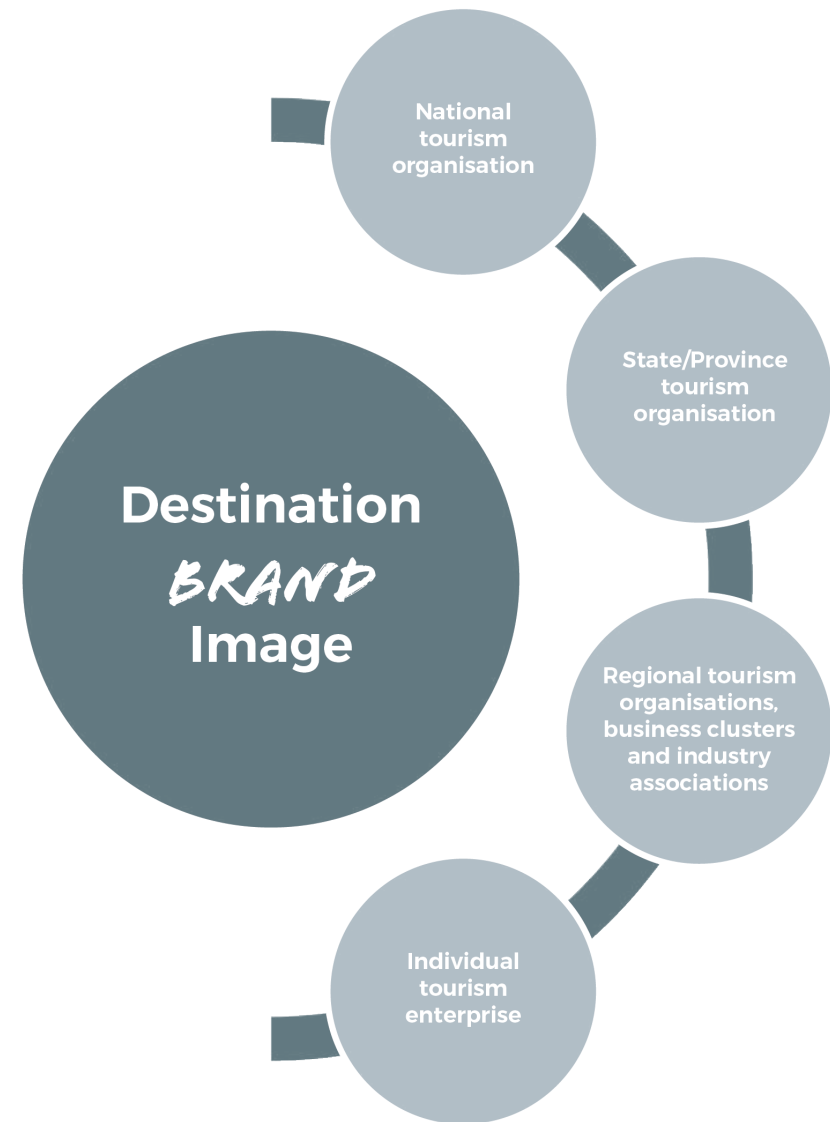 National
tourism
organisation
State/Province
tourism
organisation
Destination
BRAND
Image
Regional tourism
organisations,
business clusters
and industry
associations
Individual
tourism
enterprise